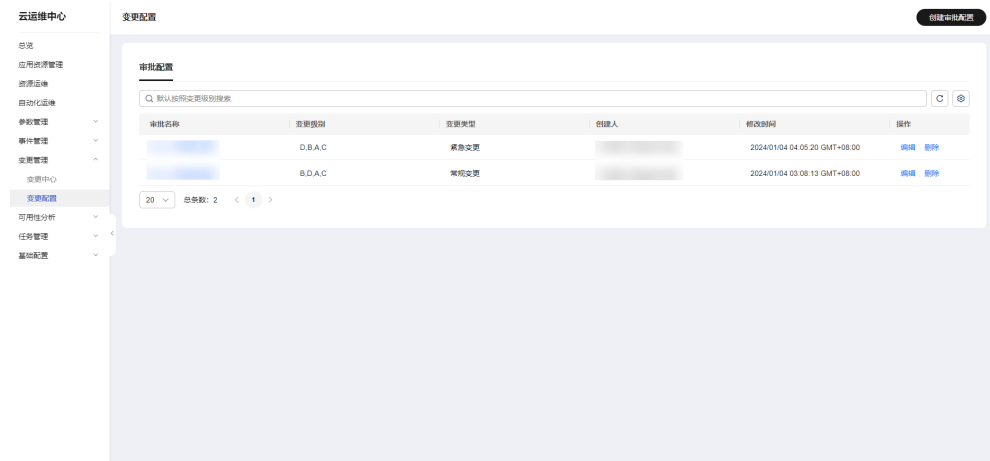 云运维中心
变更配置
创建审批配置
总览
应用资源管理
资源运维
自动化运维
参数管理
事件管理
变更管理
变更中心
变更配置
可用性分析
任务管理
基础配置
审批配置
默认按照变更级别搜索
审批名称 变更级别 变更类型 创建人 修改时间 操作
D,B,A,C 紧急变更 2024/01/04 04:05:20 GMT+08:00 编辑 删除
B,D,A,C 常规变更 2024/01/04 03:08:13 GMT+08:00 编辑 删除
20 总条数：2 1